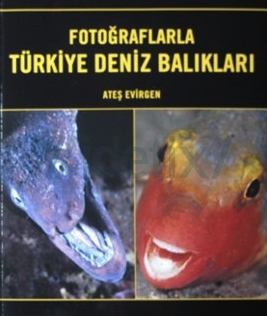 FOTOĞRAFLARLA
TÜRKİYE DENİZ BALIKLARI
ATEŞ EVİRGEN